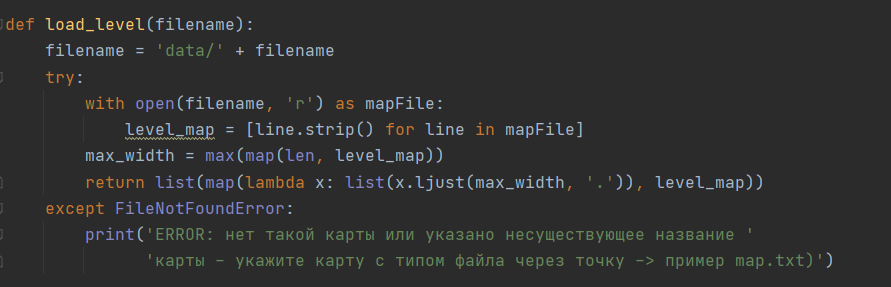 def load_level(filename):
    filename = 'data/' + filename
    try:
        with open(filename, 'r') as mapFile:
            level_map = [line.strip() for line in mapFile]
        max_width = max(map(len, level_map))
        return list(map(lambda x: list(x.ljust(max_width, '.')), level_map))
    except FileNotFoundError:
        print('ERROR: нет такой карты или указано несуществующее название '
              'карты - укажите карту с типом файла через точку -> пример map.txt)')